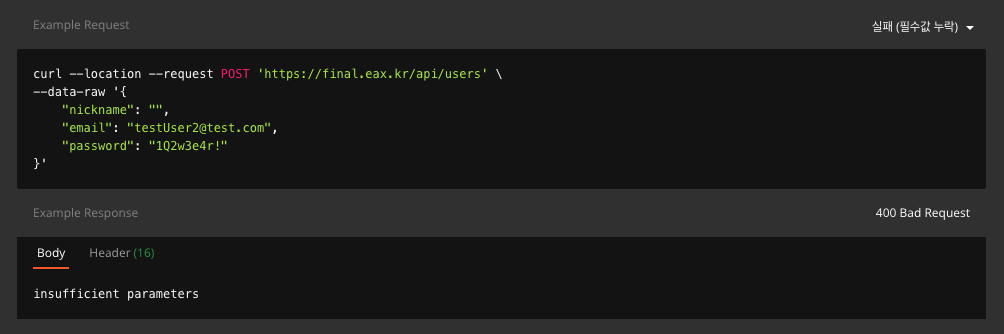 Example Request
실패 (필수값 누락)
curl --location --request POST 'https://final.eax.kr/api/users' \
--data-raw '{
    "nickname": "",
    "email": "testUser2@test.com",
    "password": "1Q2w3e4r!"
}'
Example Response
400 Bad Request
Body Header (16)
insufficient parameters